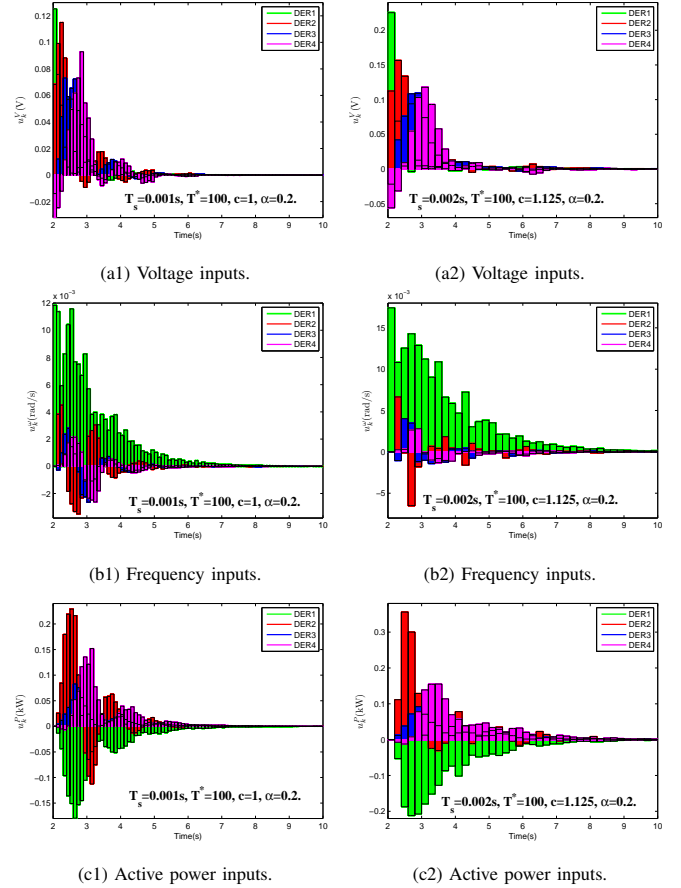 0.12
0.1
0.08
0.06
0.04
0.02
0
−0.02
u_k^V(V)
DER1
DER2
DER3
DER4
T_s=0.001s, T^*=100, c=1, α=0.2.
2 3 4 5 6 7 8 9 10
Time(s)
(a1) Voltage inputs.
0.2
0.15
0.1
0.05
0
−0.05
u_k^V(V)
DER1
DER2
DER3
DER4
T_s=0.002s, T^*=100, c=1.125, α=0.2.
2 3 4 5 6 7 8 9 10
Time(s)
(a2) Voltage inputs.
x 10^−3
12
10
8
6
4
2
0
−2
u_k^ω(rad/s)
DER1
DER2
DER3
DER4
T_s=0.001s, T^*=100, c=1, α=0.2.
2 3 4 5 6 7 8 9 10
Time(s)
(b1) Frequency inputs.
x 10^−3
15
10
5
0
−5
u_k^ω(rad/s)
DER1
DER2
DER3
DER4
T_s=0.002s, T^*=100, c=1.125, α=0.2.
2 3 4 5 6 7 8 9 10
Time(s)
(b2) Frequency inputs.
0.2
0.15
0.1
0.05
0
−0.05
−0.1
−0.15
u_k^P(kW)
DER1
DER2
DER3
DER4
T_s=0.001s, T^*=100, c=1, α=0.2.
2 3 4 5 6 7 8 9 10
Time(s)
(c1) Active power inputs.
0.3
0.2
0.1
0
−0.1
−0.2
u_k^P(kW)
DER1
DER2
DER3
DER4
T_s=0.002s, T^*=100, c=1.125, α=0.2.
2 3 4 5 6 7 8 9 10
Time(s)
(c2) Active power inputs.